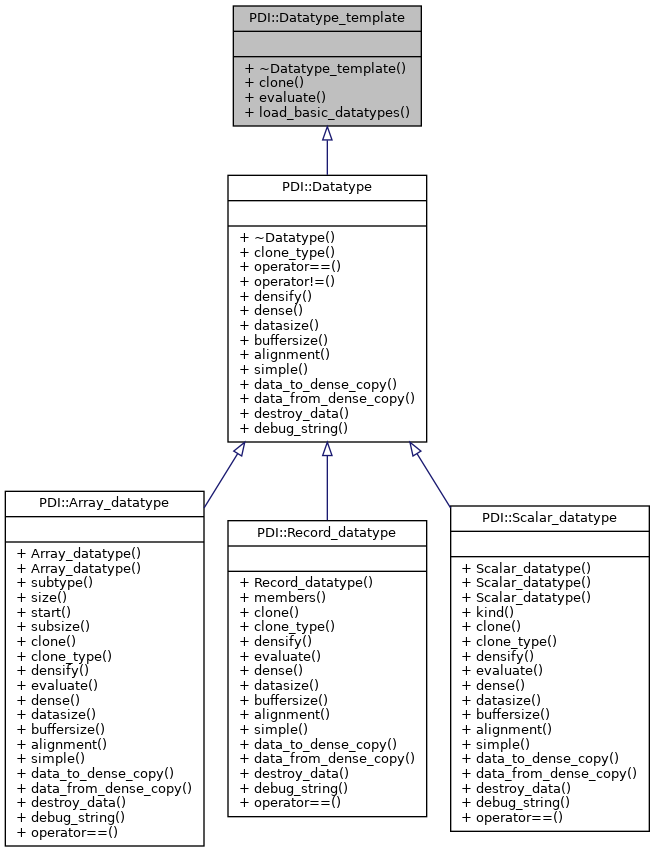 PDI::Datatype_template
+ ~Datatype_template()
+ clone()
+ evaluate()
+ load_basic_datatypes()
PDI::Datatype
+ ~Datatype()
+ clone_type()
+ operator==()
+ operator!=()
+ densify()
+ dense()
+ datasize()
+ buffersize()
+ alignment()
+ simple()
+ data_to_dense_copy()
+ data_from_dense_copy()
+ destroy_data()
+ debug_string()
PDI::Array_datatype
+ Array_datatype()
+ Array_datatype()
+ subtype()
+ size()
+ start()
+ subsize()
+ clone()
+ clone_type()
+ densify()
+ evaluate()
+ dense()
+ datasize()
+ buffersize()
+ alignment()
+ simple()
+ data_to_dense_copy()
+ data_from_dense_copy()
+ destroy_data()
+ debug_string()
+ operator==()
PDI::Record_datatype
+ Record_datatype()
+ members()
+ clone()
+ clone_type()
+ densify()
+ evaluate()
+ dense()
+ datasize()
+ buffersize()
+ alignment()
+ simple()
+ data_to_dense_copy()
+ data_from_dense_copy()
+ destroy_data()
+ debug_string()
+ operator==()
PDI::Scalar_datatype
+ Scalar_datatype()
+ Scalar_datatype()
+ Scalar_datatype()
+ kind()
+ clone()
+ clone_type()
+ densify()
+ evaluate()
+ dense()
+ datasize()
+ buffersize()
+ alignment()
+ simple()
+ data_to_dense_copy()
+ data_from_dense_copy()
+ destroy_data()
+ debug_string()
+ operator==()